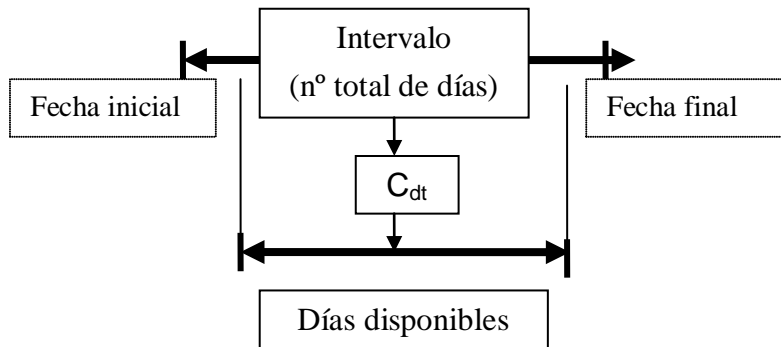 Intervalo
(nº total de días)
Fecha inicial
Fecha final
Cdt
Días disponibles